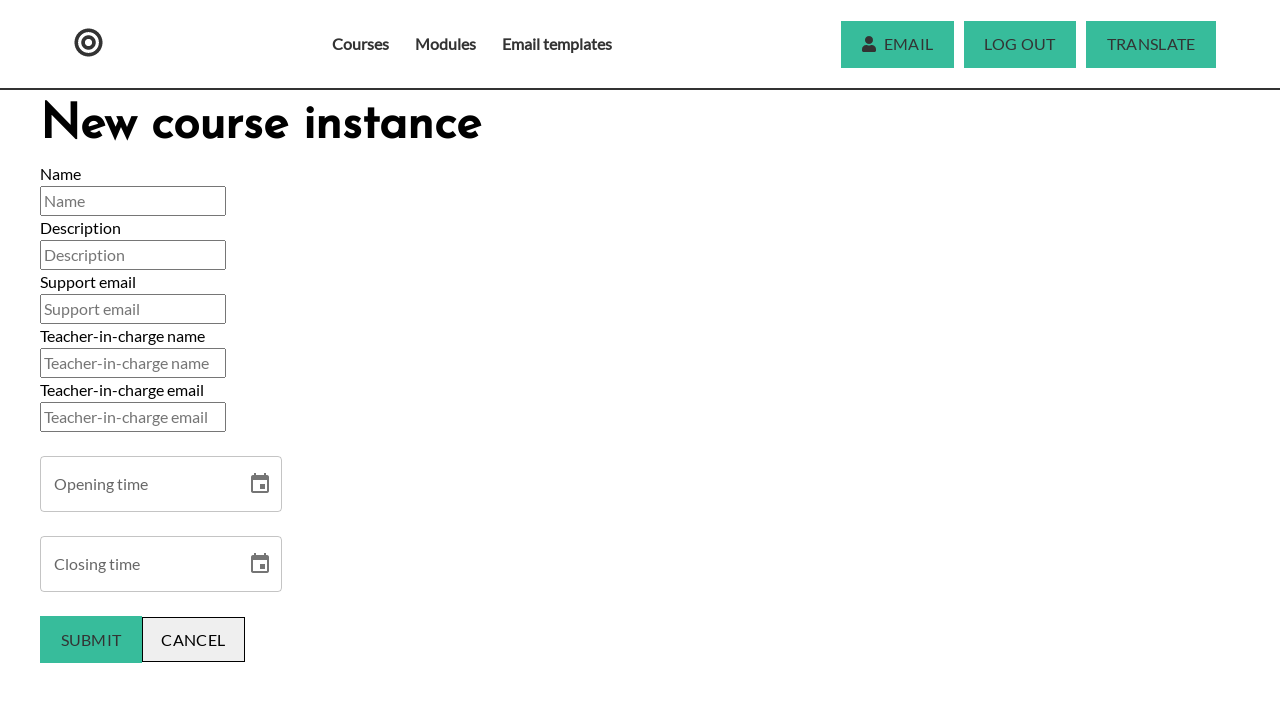 Courses Modules Email templates EMAIL LOG OUT TRANSLATE
New course instance
Name
Name
Description
Description
Support email
Support email
Teacher-in-charge name
Teacher-in-charge name
Teacher-in-charge email
Teacher-in-charge email
Opening time
Closing time
SUBMIT CANCEL